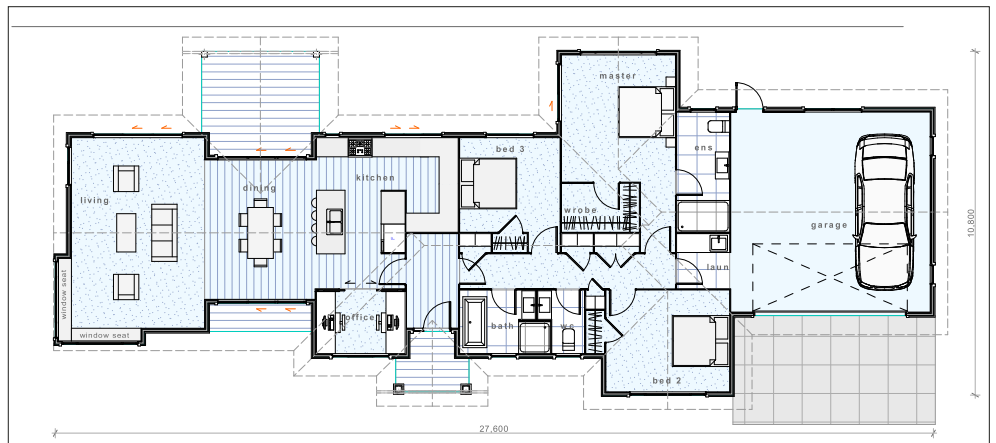 master
bed 3
ens
kitchen
dining
living
wrobe
garage
10,800
laun
window seat
office
bath
wc
window seat
bed 2
27,600